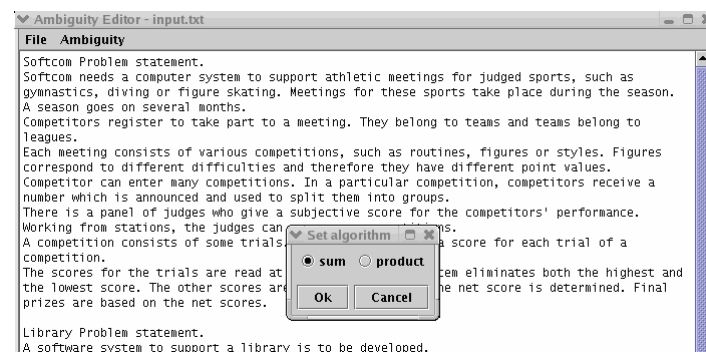 Ambiguity Editor - input.txt
File Ambiguity
Softcom Problem statement.
Softcom needs a computer system to support athletic meetings for judged sports, such as
gymnastics, diving or figure skating. Meetings for these sports take place during the season.
A season goes on several months.
Competitors register to take part to a meeting. They belong to teams and teams belong to
leagues.
Each meeting consists of various competitions, such as routines, figures or styles. Figures
correspond to different difficulties and therefore they have different point values.
Competitor can enter many competitions. In a particular competition, competitors receive a
number which is announced and used to split them into groups.
There is a panel of judges who give a subjective score for the competitors' performance.
Working from stations, the judges can
A competition consists of some trials. a score for each trial of a
competition.
The scores for the trials are read at eliminates both the highest and
the lowest score. The other scores are net score is determined. Final
prizes are based on the net scores.
Set algorithm
sum product
Ok Cancel
Library Problem statement.
A software system to support a library is to be developed.